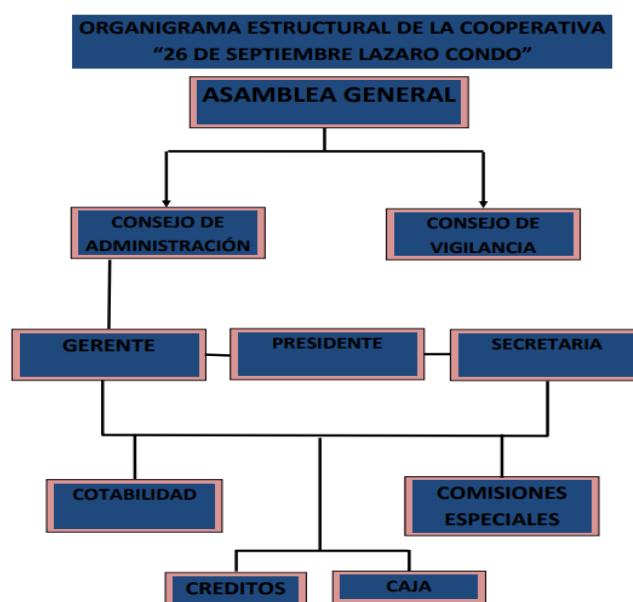 ORGANIGRAMA ESTRUCTURAL DE LA COOPERATIVA
“26 DE SEPTIEMBRE LAZARO CONDO”
ASAMBLEA GENERAL
CONSEJO DE
ADMINISTRACIÓN
CONSEJO DE
VIGILANCIA
GERENTE
PRESIDENTE
SECRETARIA
COTABILIDAD
COMISIONES
ESPECIALES
CREDITOS
CAJA